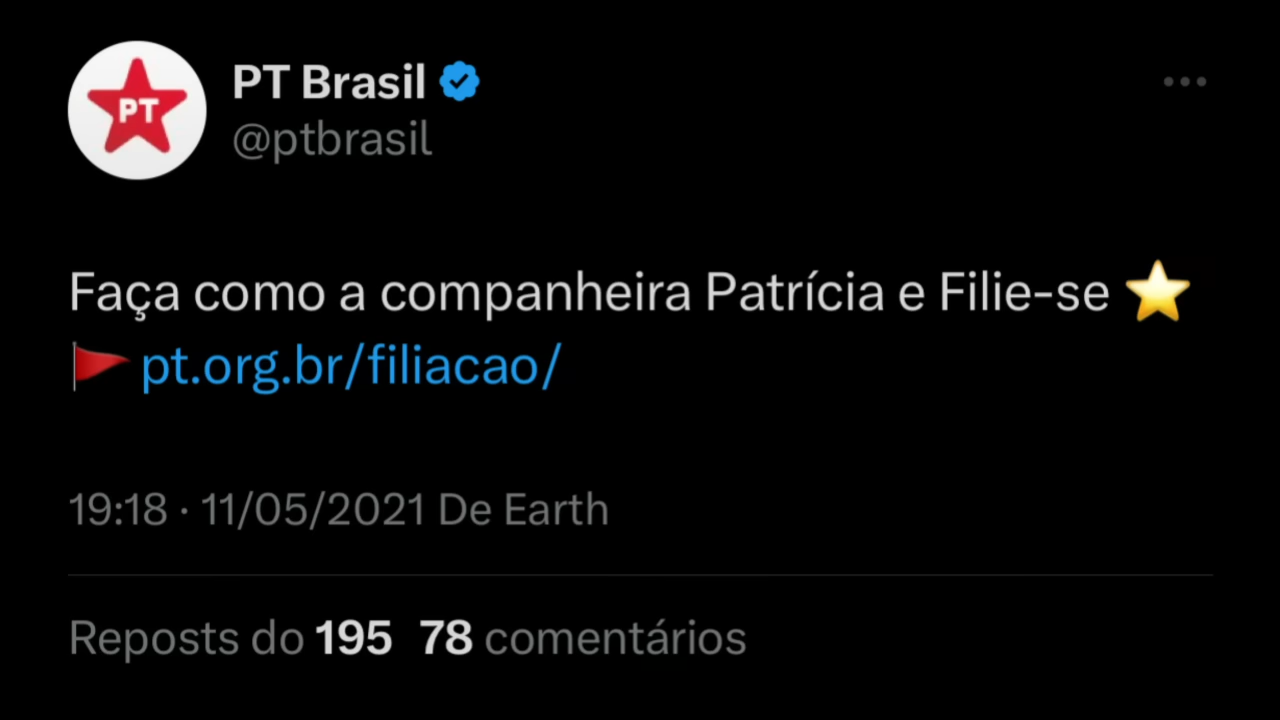 PT
PT Brasil
@ptbrasil
Faça como a companheira Patrícia e Filie-se ⭐
🚩 pt.org.br/filiacao/
19:18 · 11/05/2021 De Earth
Reposts do 195 78 comentários